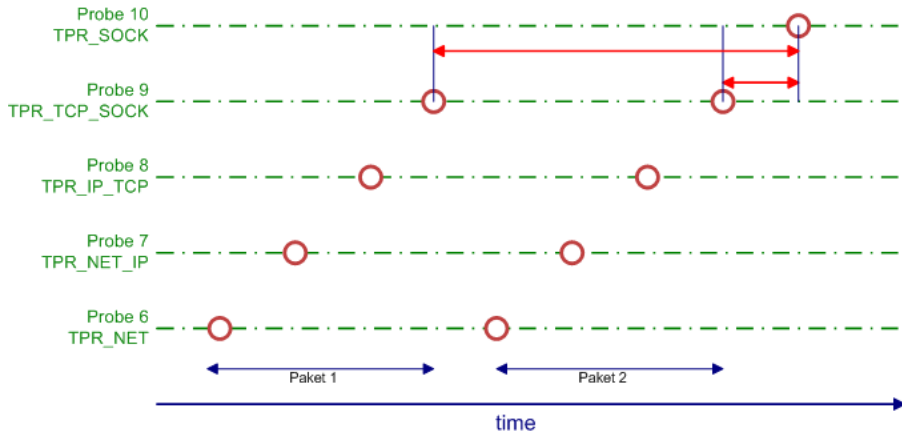 Probe 10
TPR_SOCK
Probe 9
TPR_TCP_SOCK
Probe 8
TPR_IP_TCP
Probe 7
TPR_NET_IP
Probe 6
TPR_NET
Paket 1
Paket 2
time